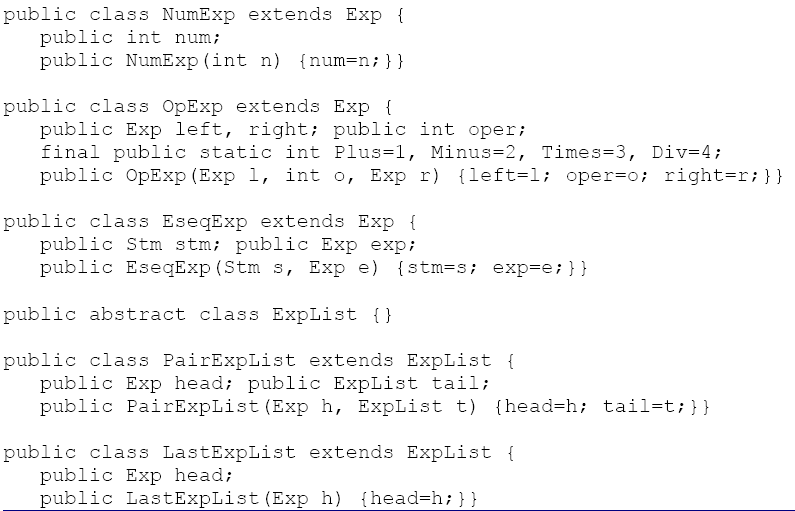 public class NumExp extends Exp {
   public int num;
   public NumExp(int n) {num=n;}}
public class OpExp extends Exp {
   public Exp left, right; public int oper;
   final public static int Plus=1, Minus=2, Times=3, Div=4;
   public OpExp(Exp l, int o, Exp r) {left=l; oper=o; right=r;}}
public class EseqExp extends Exp {
   public Stm stm; public Exp exp;
   public EseqExp(Stm s, Exp e) {stm=s; exp=e;}}
public abstract class ExpList {}
public class PairExpList extends ExpList {
   public Exp head; public ExpList tail;
   public PairExpList(Exp h, ExpList t) {head=h; tail=t;}}
public class LastExpList extends ExpList {
   public Exp head;
   public LastExpList(Exp h) {head=h;}}